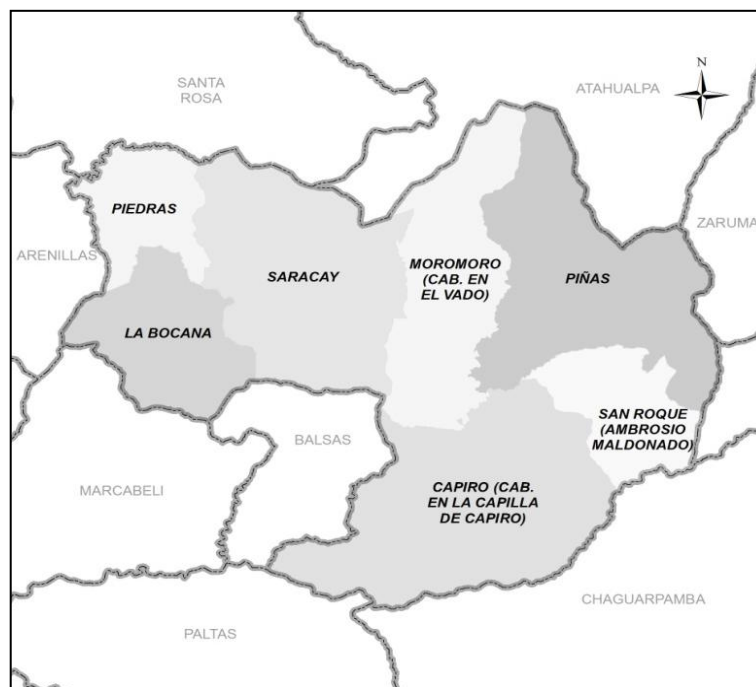 N
SANTA
ROSA
ATAHUALPA
PIEDRAS
ZARUMA
ARENILLAS
SARACAY
MOROMORO
(CAB. EN
EL VADO)
PIÑAS
LA BOCANA
SAN ROQUE
(AMBROSIO
MALDONADO)
BALSAS
MARCABELI
CAPIRO (CAB.
EN LA CAPILLA
DE CAPIRO)
CHAGUARPAMBA
PALTAS